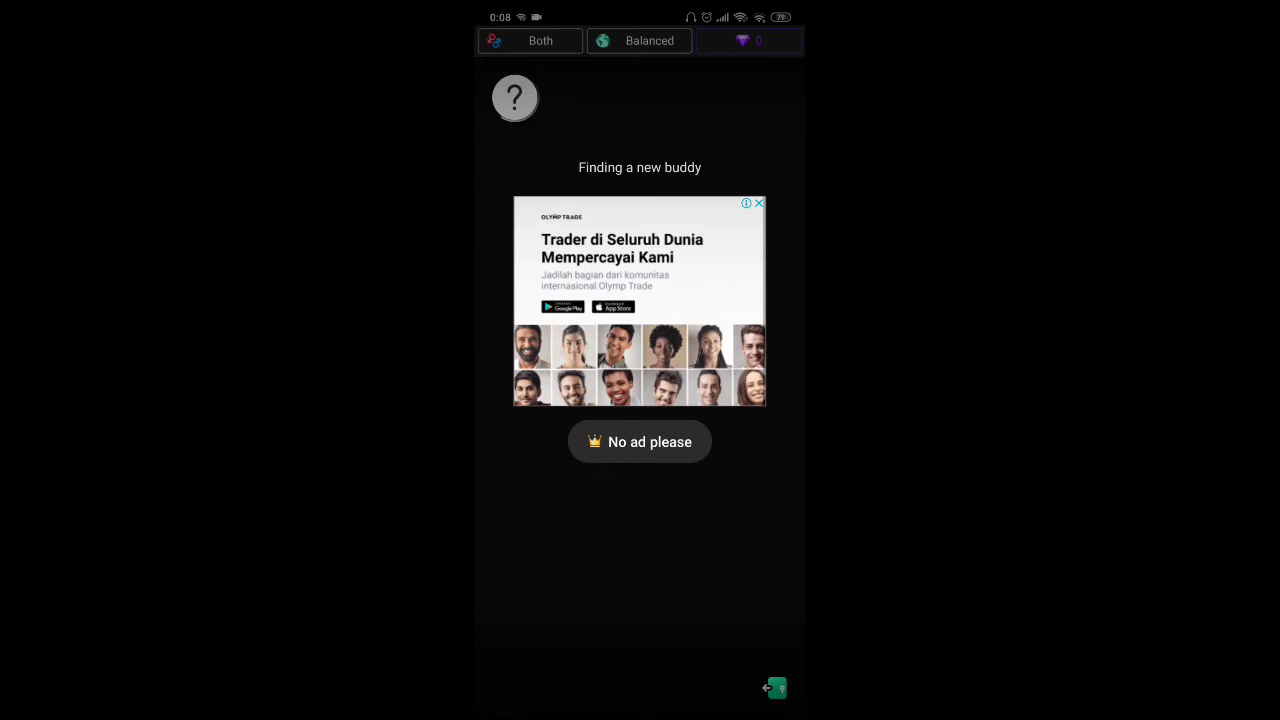 0:08
79
Both
Balanced
0
?
Finding a new buddy
OLYMP TRADE
Trader di Seluruh Dunia
Mempercayai Kami
Jadilah bagian dari komunitas
internasional Olymp Trade
Google Play
App Store
No ad please